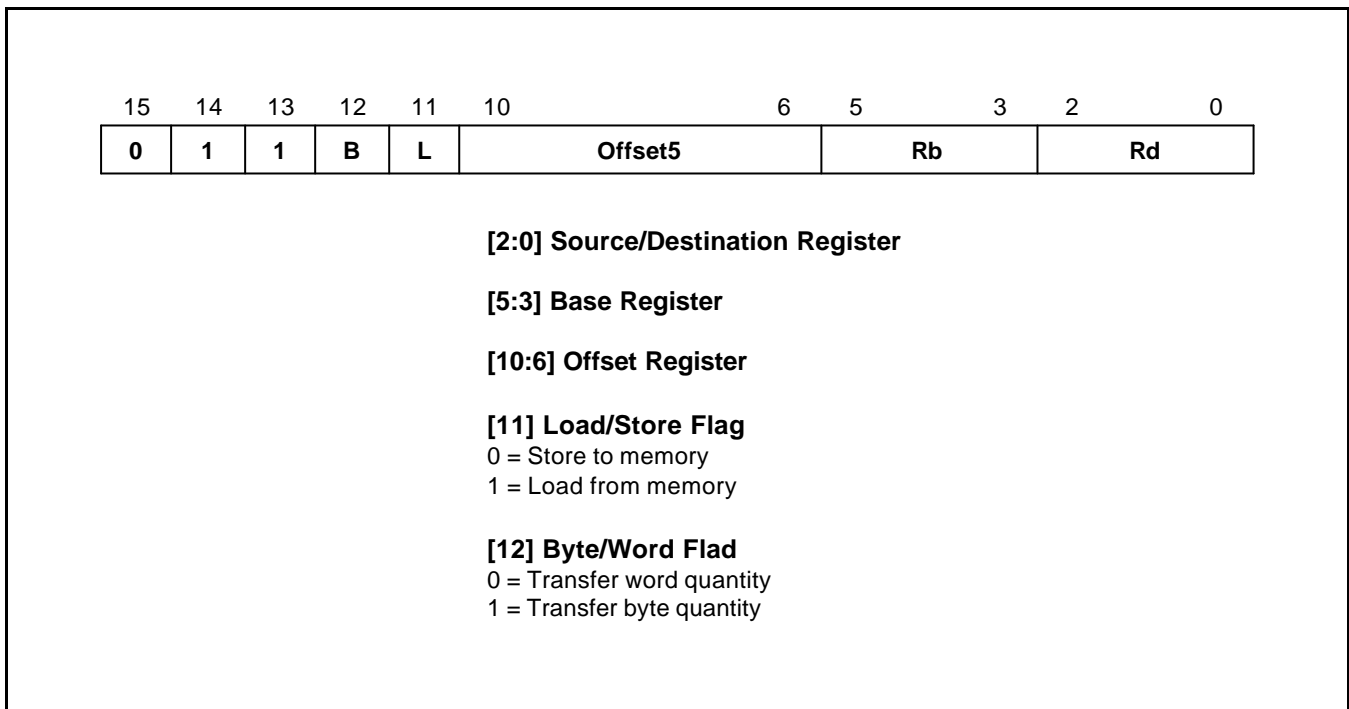 15 14 13 12 11 10 6 5 3 2 0
0 1 1 B L Offset5 Rb Rd
[2:0] Source/Destination Register
[5:3] Base Register
[10:6] Offset Register
[11] Load/Store Flag
0 = Store to memory
1 = Load from memory
[12] Byte/Word Flad
0 = Transfer word quantity
1 = Transfer byte quantity